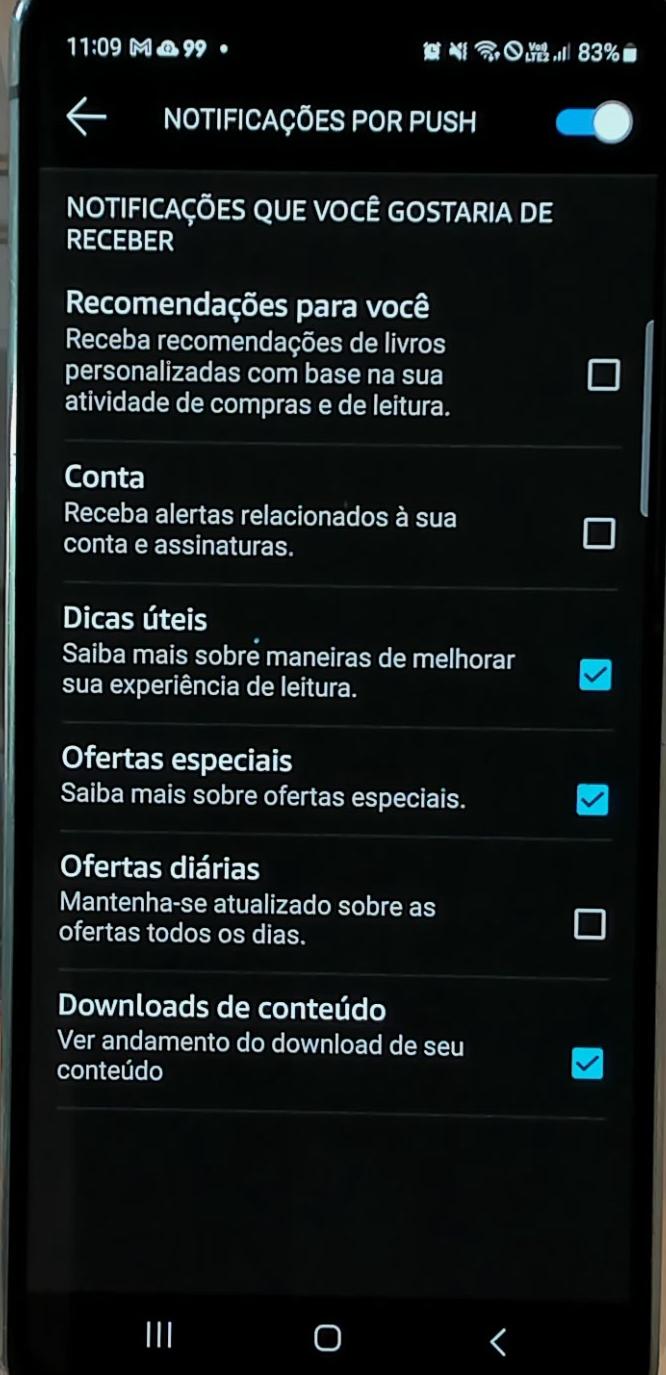 11:09 99
83%
NOTIFICAÇÕES POR PUSH
NOTIFICAÇÕES QUE VOCÊ GOSTARIA DE
RECEBER
Recomendações para você
Receba recomendações de livros
personalizadas com base na sua
atividade de compras e de leitura.
Conta
Receba alertas relacionados à sua
conta e assinaturas.
Dicas úteis
Saiba mais sobre maneiras de melhorar
sua experiência de leitura.
Ofertas especiais
Saiba mais sobre ofertas especiais.
Ofertas diárias
Mantenha-se atualizado sobre as
ofertas todos os dias.
Downloads de conteúdo
Ver andamento do download de seu
conteúdo